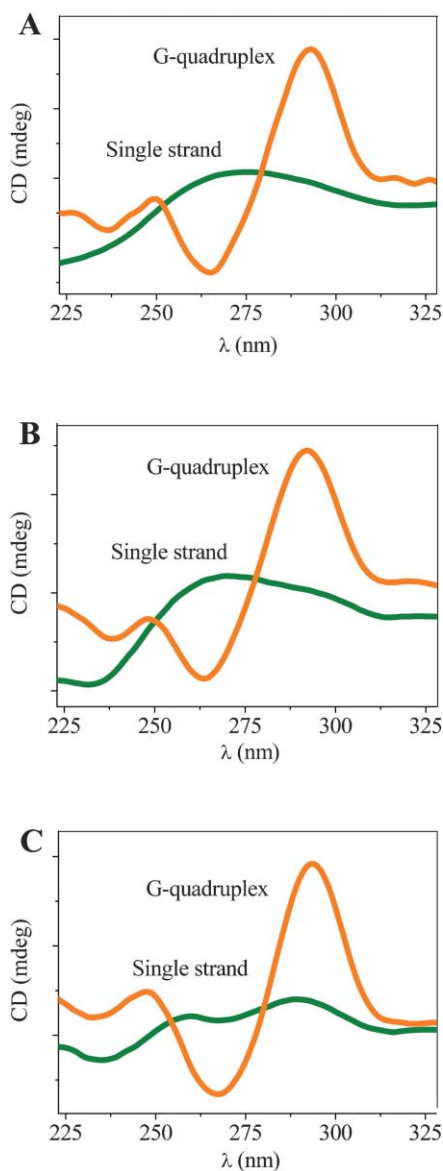 A
G-quadruplex
Single strand
CD (mdeg)
225 250 275 300 325
λ (nm)
B
G-quadruplex
Single strand
CD (mdeg)
225 250 275 300 325
λ (nm)
C
G-quadruplex
Single strand
CD (mdeg)
225 250 275 300 325
λ (nm)